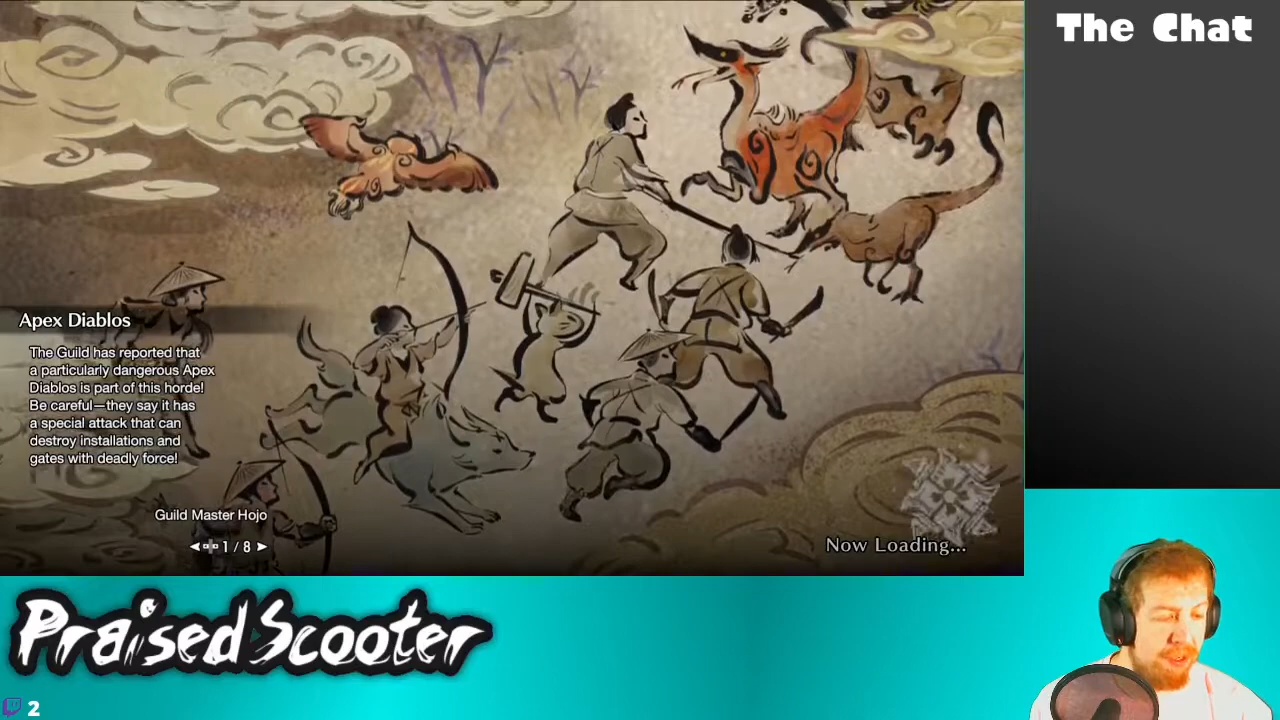 The Chat
Apex Diablos
The Guild has reported that
a particularly dangerous Apex
Diablos is part of this horde!
Be careful—they say it has
a special attack that can
destroy installations and
gates with deadly force!
Guild Master Hojo
1 / 8
Now Loading...
Praised Scooter
2